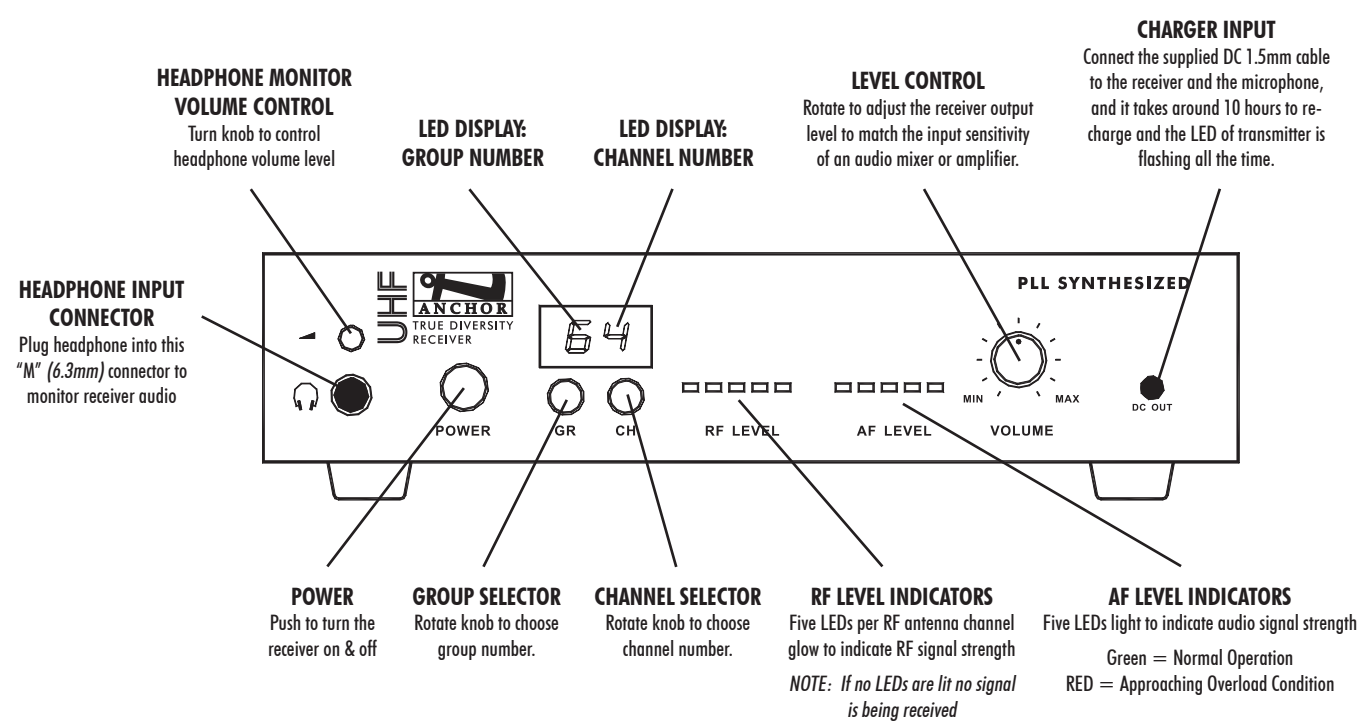 CHARGER INPUT
Connect the supplied DC 1.5mm cable
to the receiver and the microphone,
and it takes around 10 hours to re-
charge and the LED of transmitter is
flashing all the time.
HEADPHONE MONITOR
VOLUME CONTROL
Turn knob to control
headphone volume level
LED DISPLAY:
GROUP NUMBER
LED DISPLAY:
CHANNEL NUMBER
LEVEL CONTROL
Rotate to adjust the receiver output
level to match the input sensitivity
of an audio mixer or amplifier.
HEADPHONE INPUT
CONNECTOR
Plug headphone into this
“M” (6.3mm) connector to
monitor receiver audio
UHF
ANCHOR
TRUE DIVERSITY
RECEIVER
64
PLL SYNTHESIZED
POWER
GR
CH
RF LEVEL
AF LEVEL
MIN
MAX
VOLUME
DC OUT
POWER
Push to turn the
receiver on & off
GROUP SELECTOR
Rotate knob to choose
group number.
CHANNEL SELECTOR
Rotate knob to choose
channel number.
RF LEVEL INDICATORS
Five LEDs per RF antenna channel
glow to indicate RF signal strength
NOTE: If no LEDs are lit no signal
is being received
AF LEVEL INDICATORS
Five LEDs light to indicate audio signal strength
Green = Normal Operation
RED = Approaching Overload Condition